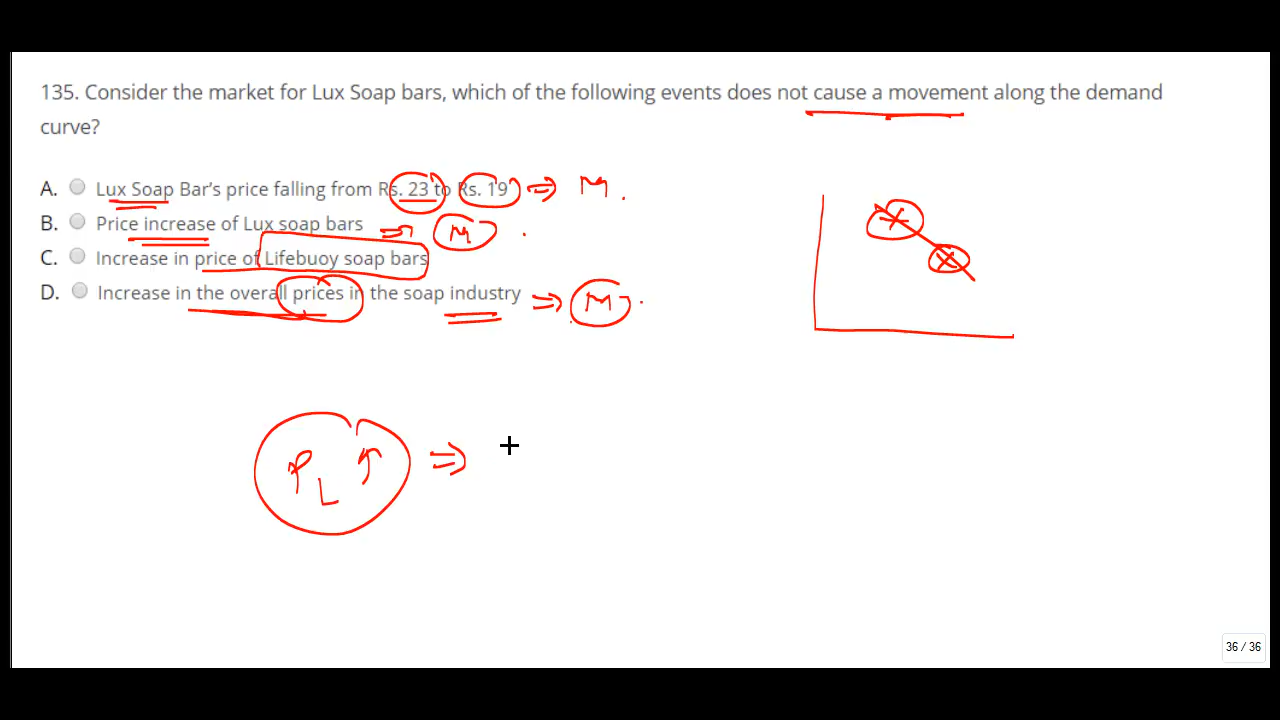 135. Consider the market for Lux Soap bars, which of the following events does not cause a movement along the demand
curve?
A. Lux Soap Bar's price falling from Rs. 23 to Rs. 19 ⇒ M.
B. Price increase of Lux soap bars ⇒ M.
C. Increase in price of Lifebuoy soap bars
D. Increase in the overall prices in the soap industry ⇒ M.
P L ↑ ⇒
36 / 36